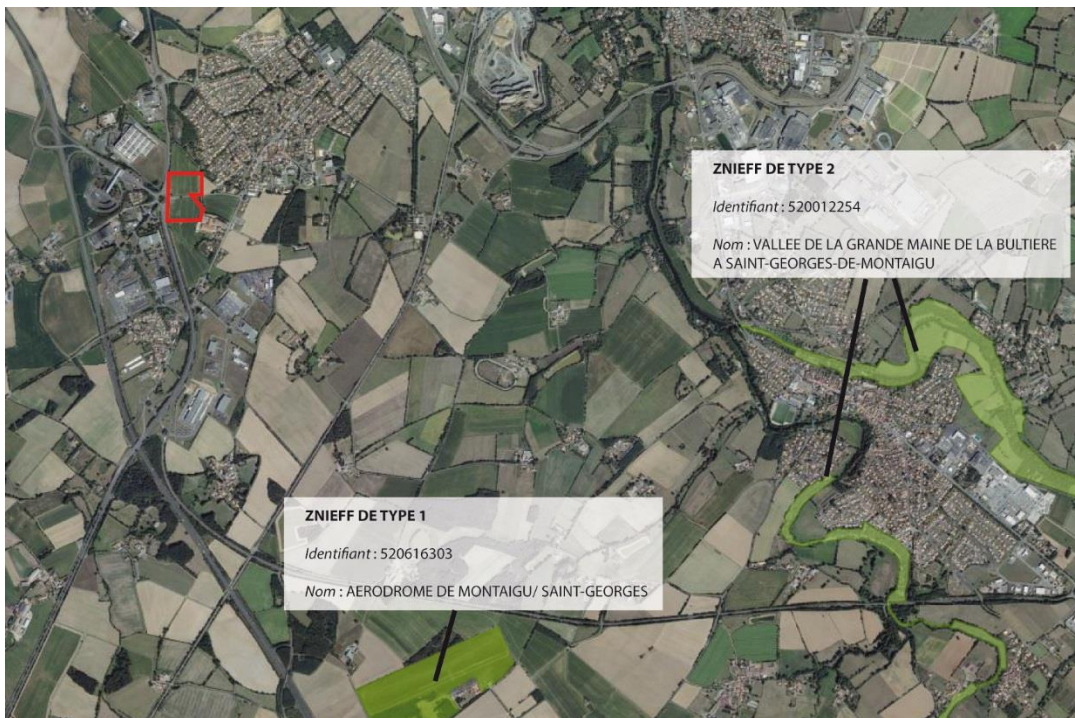 ZNIEFF DE TYPE 2
Identifiant : 520012254
Nom : VALLEE DE LA GRANDE MAINE DE LA BULTIERE
A SAINT-GEORGES-DE-MONTAIGU
ZNIEFF DE TYPE 1
Identifiant : 520616303
Nom : AERODROME DE MONTAIGU/ SAINT-GEORGES